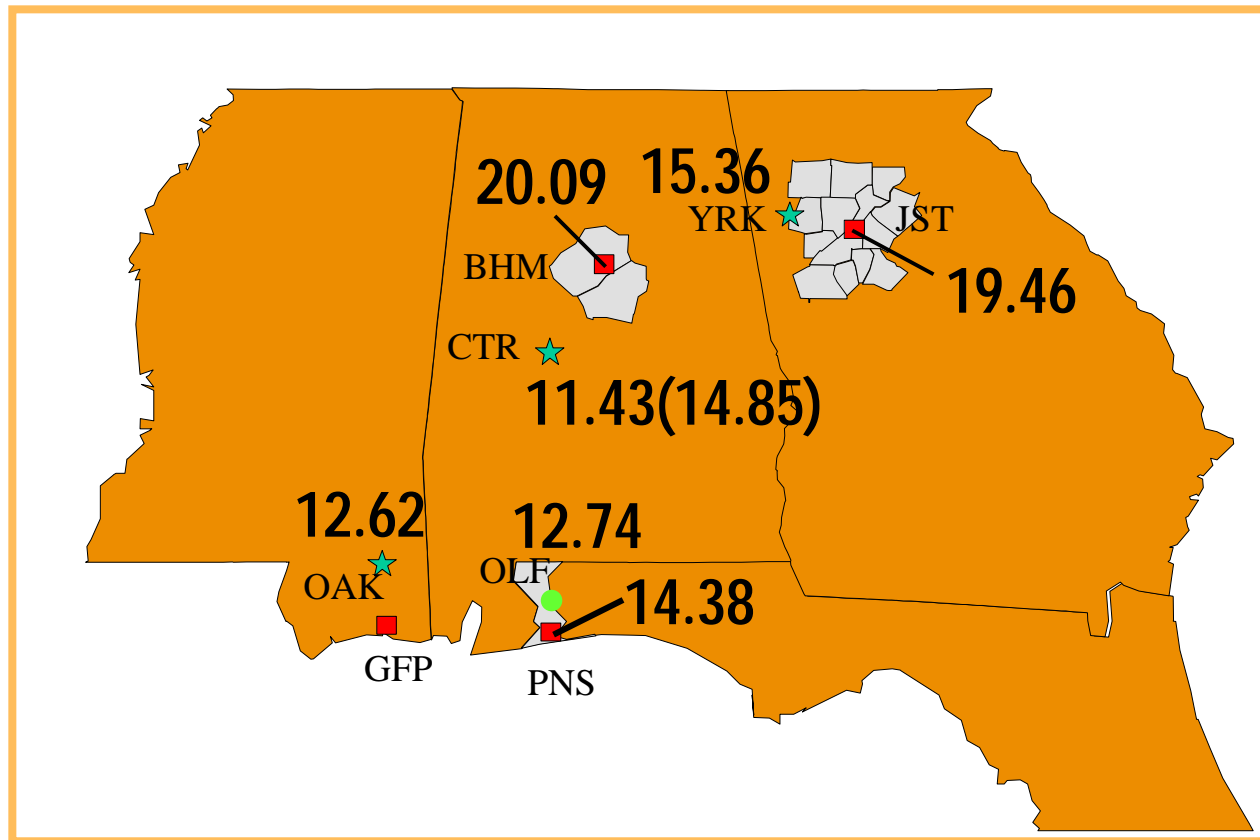 15.36
20.09
YRK
JST
BHM
19.46
CTR
11.43(14.85)
12.62
12.74
OLF
OAK
14.38
GFP
PNS